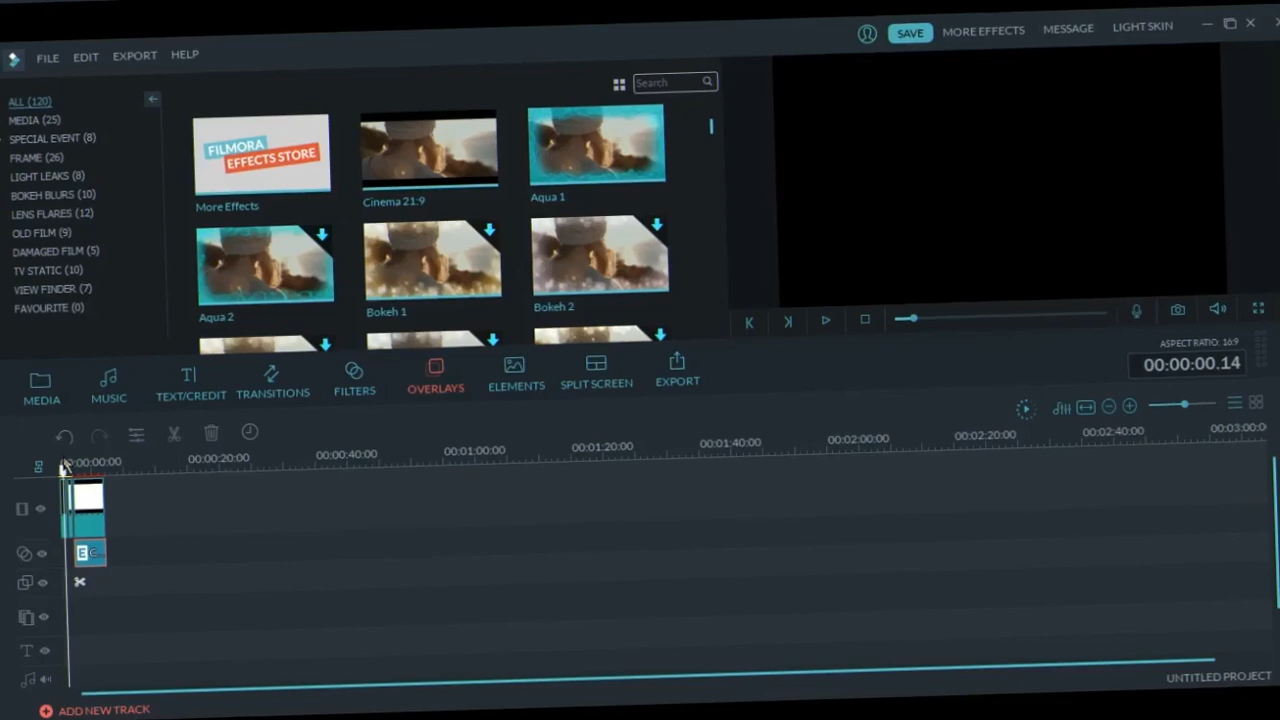 FILE EDIT EXPORT HELP
SAVE MORE EFFECTS MESSAGE LIGHT SKIN
ALL (120)
MEDIA (25)
SPECIAL EVENT (8)
FRAME (26)
LIGHT LEAKS (8)
BOKEH BLURS (10)
LENS FLARES (12)
OLD FILM (9)
DAMAGED FILM (5)
TV STATIC (10)
VIEW FINDER (7)
FAVOURITE (0)
Search
FILMORA
EFFECTS STORE
More Effects
Cinema 21:9
Aqua 1
Aqua 2
Bokeh 1
Bokeh 2
ASPECT RATIO: 16:9
00:00:00.14
MEDIA MUSIC TEXT/CREDIT TRANSITIONS FILTERS OVERLAYS ELEMENTS SPLIT SCREEN EXPORT
00:00:00 00:00:20:00 00:00:40:00 00:01:00:00 00:01:20:00 00:01:40:00 00:02:00:00 00:02:20:00 00:02:40:00 00:03:00:0
E C...
UNTITLED PROJECT
ADD NEW TRACK